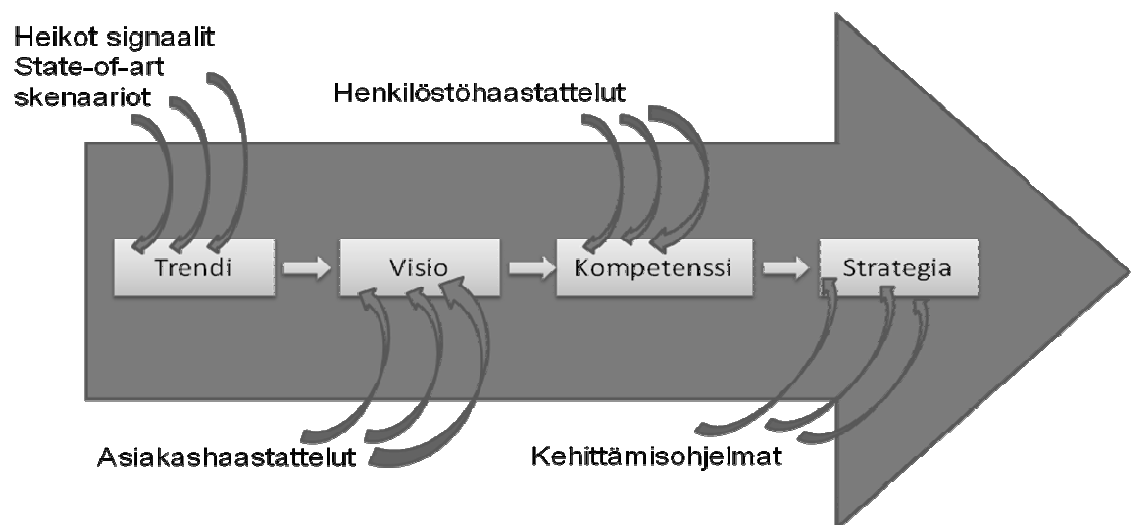 Heikot signaalit
State-of-art
skenaariot
Henkilöstöhaastattelut
Trendi
Visio
Kompetenssi
Strategia
Asiakashaastattelut
Kehittämisohjelmat